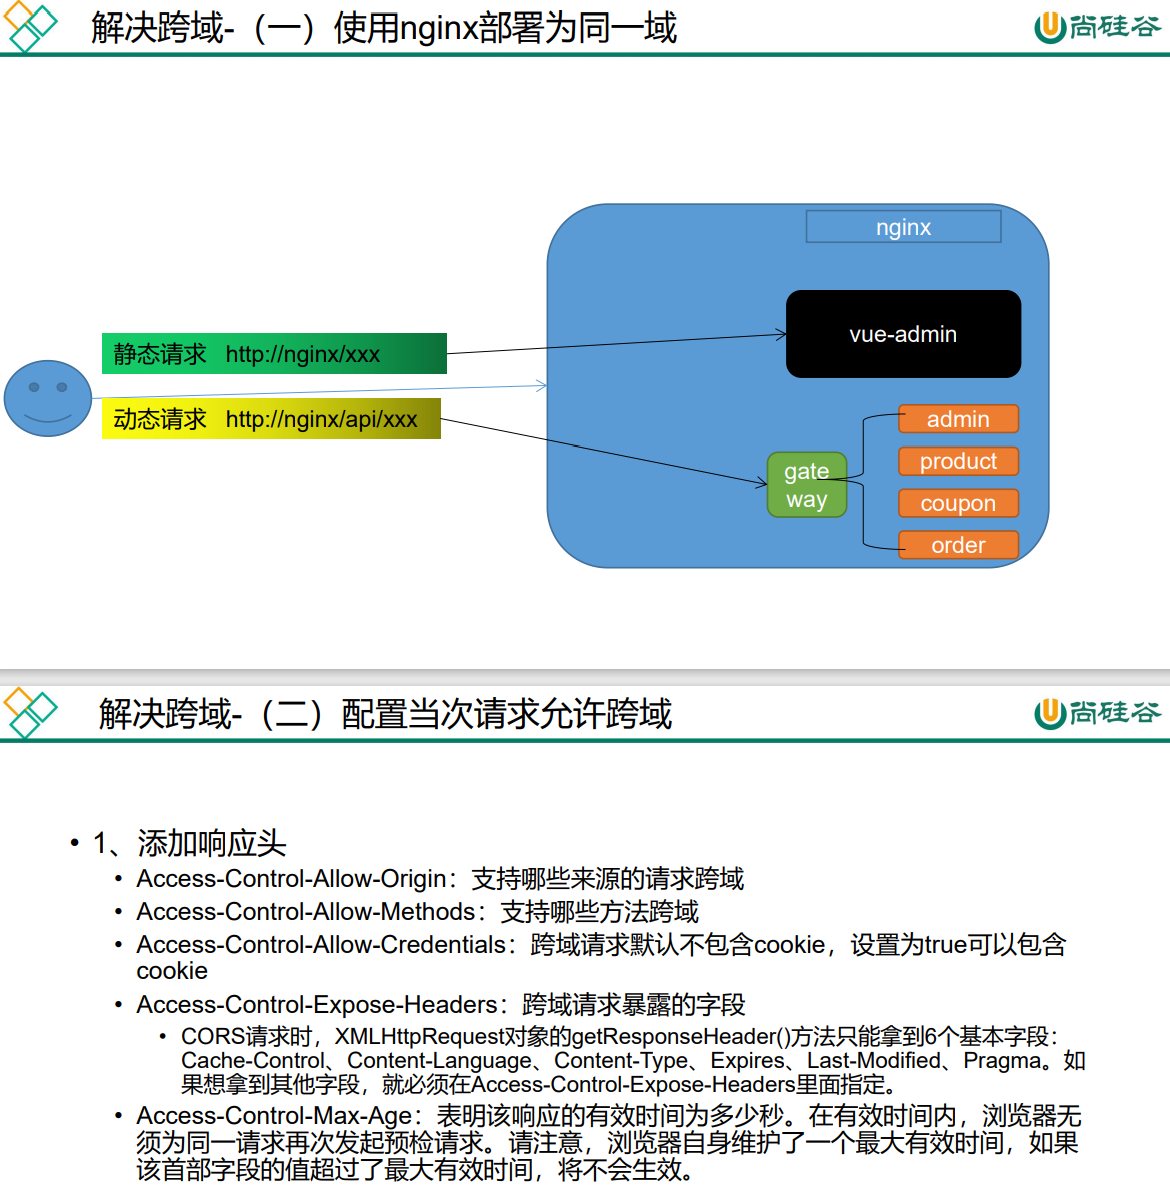 解决跨域-（一）使用nginx部署为同一域
尚硅谷
nginx
vue-admin
静态请求 http://nginx/xxx
动态请求 http://nginx/api/xxx
gate
way
admin
product
coupon
order
解决跨域-（二）配置当次请求允许跨域
尚硅谷
• 1、添加响应头
• Access-Control-Allow-Origin：支持哪些来源的请求跨域
• Access-Control-Allow-Methods：支持哪些方法跨域
• Access-Control-Allow-Credentials：跨域请求默认不包含cookie，设置为true可以包含
cookie
• Access-Control-Expose-Headers：跨域请求暴露的字段
• CORS请求时，XMLHttpRequest对象的getResponseHeader()方法只能拿到6个基本字段：
Cache-Control、Content-Language、Content-Type、Expires、Last-Modified、Pragma。如
果想拿到其他字段，就必须在Access-Control-Expose-Headers里面指定。
• Access-Control-Max-Age：表明该响应的有效时间为多少秒。在有效时间内，浏览器无
须为同一请求再次发起预检请求。请注意，浏览器自身维护了一个最大有效时间，如果
该首部字段的值超过了最大有效时间，将不会生效。